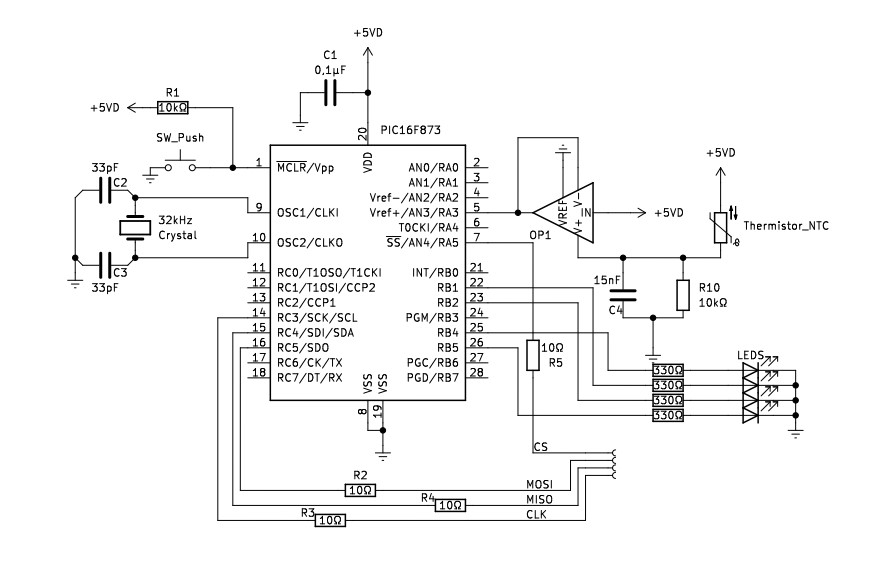 +5VD
C1
0,1µF
R1
+5VD
10kΩ
20
PIC16F873
SW_Push
VDD
+5VD
1 MCLR/Vpp
AN0/RA0 2
33pF
C2
AN1/RA1 3
VREF
V-
Vref-/AN2/RA2 4
9 OSC1/CLKI
Vref+/AN3/RA3 5
IN
+5VD
32kHz
Crystal
T0CKI/RA4 6
OP1
V+
Thermistor_NTC
10 OSC2/CLKO
SS/AN4/RA5 7
-θ
C3
33pF
11 RC0/T1OSO/T1CKI
INT/RB0 21
15nF
12 RC1/T1OSI/CCP2
RB1 22
R10
13 RC2/CCP1
RB2 23
10kΩ
C4
14 RC3/SCK/SCL
PGM/RB3 24
15 RC4/SDI/SDA
RB4 25
16 RC5/SDO
RB5 26
10Ω
R5
LEDS
17 RC6/CK/TX
PGC/RB6 27
330Ω
18 RC7/DT/RX
PGD/RB7 28
330Ω
VSS
VSS
330Ω
8
19
330Ω
CS
R2
10Ω
MOSI
R4
10Ω
MISO
R3
10Ω
CLK